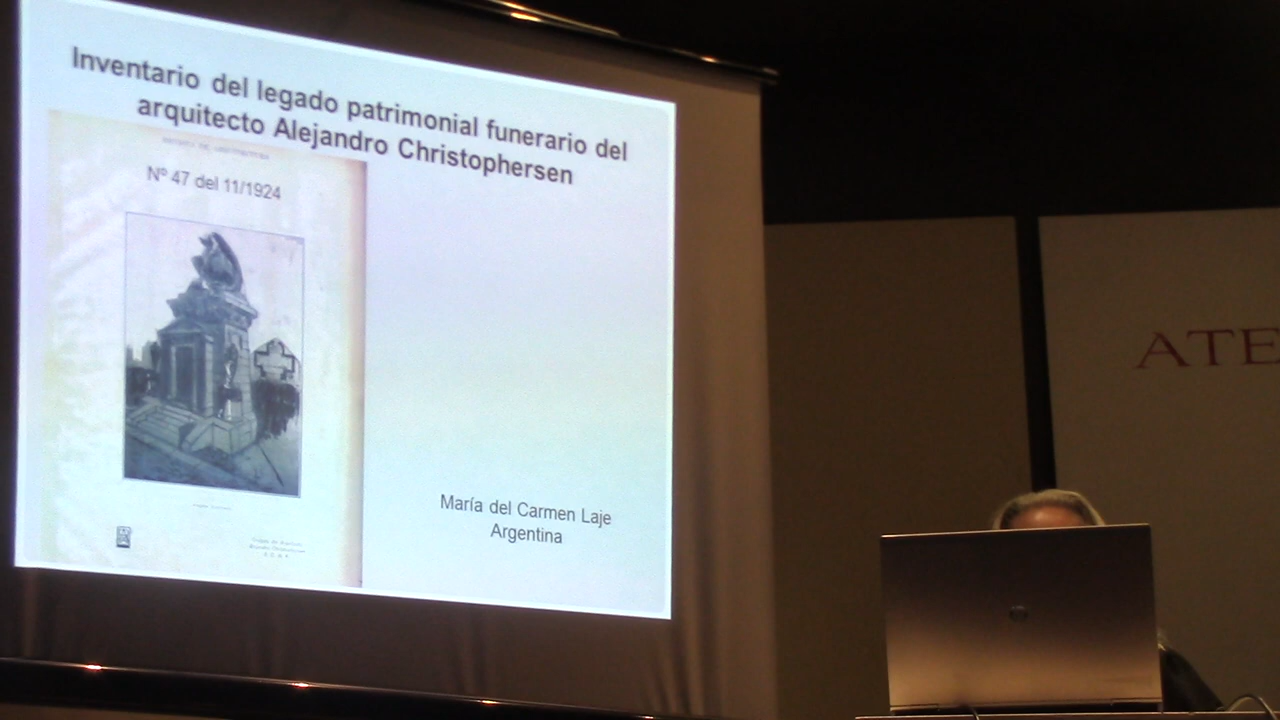 Inventario del legado patrimonial funerario del
arquitecto Alejandro Christophersen
Nº 47 del 11/1924
María del Carmen Laje
Argentina
ATE